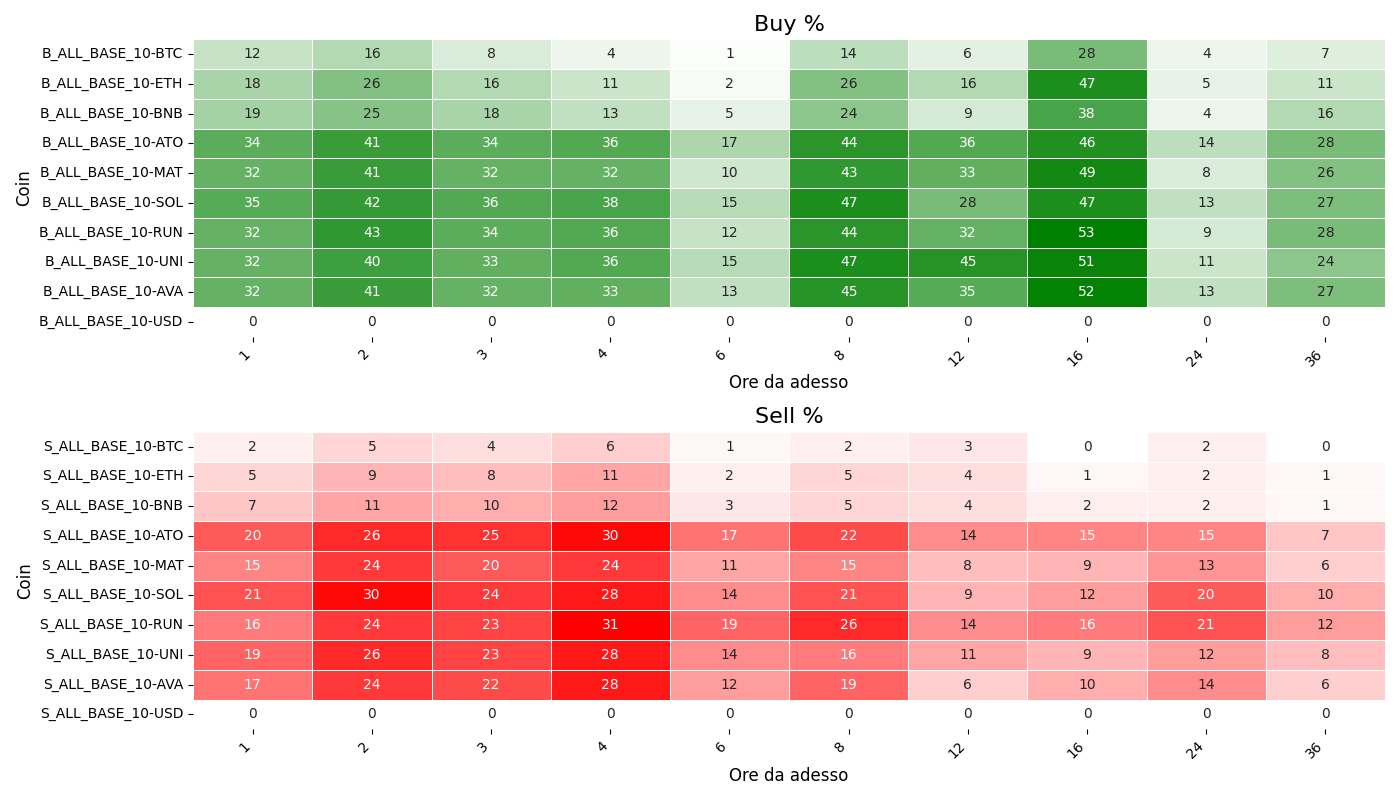 Buy %
Coin
B_ALL_BASE_10-BTC 12 16 8 4 1 14 6 28 4 7
B_ALL_BASE_10-ETH 18 26 16 11 2 26 16 47 5 11
B_ALL_BASE_10-BNB 19 25 18 13 5 24 9 38 4 16
B_ALL_BASE_10-ATO 34 41 34 36 17 44 36 46 14 28
B_ALL_BASE_10-MAT 32 41 32 32 10 43 33 49 8 26
B_ALL_BASE_10-SOL 35 42 36 38 15 47 28 47 13 27
B_ALL_BASE_10-RUN 32 43 34 36 12 44 32 53 9 28
B_ALL_BASE_10-UNI 32 40 33 36 15 47 45 51 11 24
B_ALL_BASE_10-AVA 32 41 32 33 13 45 35 52 13 27
B_ALL_BASE_10-USD 0 0 0 0 0 0 0 0 0 0
1 2 3 4 6 8 12 16 24 36
Ore da adesso
Sell %
Coin
S_ALL_BASE_10-BTC 2 5 4 6 1 2 3 0 2 0
S_ALL_BASE_10-ETH 5 9 8 11 2 5 4 1 2 1
S_ALL_BASE_10-BNB 7 11 10 12 3 5 4 2 2 1
S_ALL_BASE_10-ATO 20 26 25 30 17 22 14 15 15 7
S_ALL_BASE_10-MAT 15 24 20 24 11 15 8 9 13 6
S_ALL_BASE_10-SOL 21 30 24 28 14 21 9 12 20 10
S_ALL_BASE_10-RUN 16 24 23 31 19 26 14 16 21 12
S_ALL_BASE_10-UNI 19 26 23 28 14 16 11 9 12 8
S_ALL_BASE_10-AVA 17 24 22 28 12 19 6 10 14 6
S_ALL_BASE_10-USD 0 0 0 0 0 0 0 0 0 0
1 2 3 4 6 8 12 16 24 36
Ore da adesso